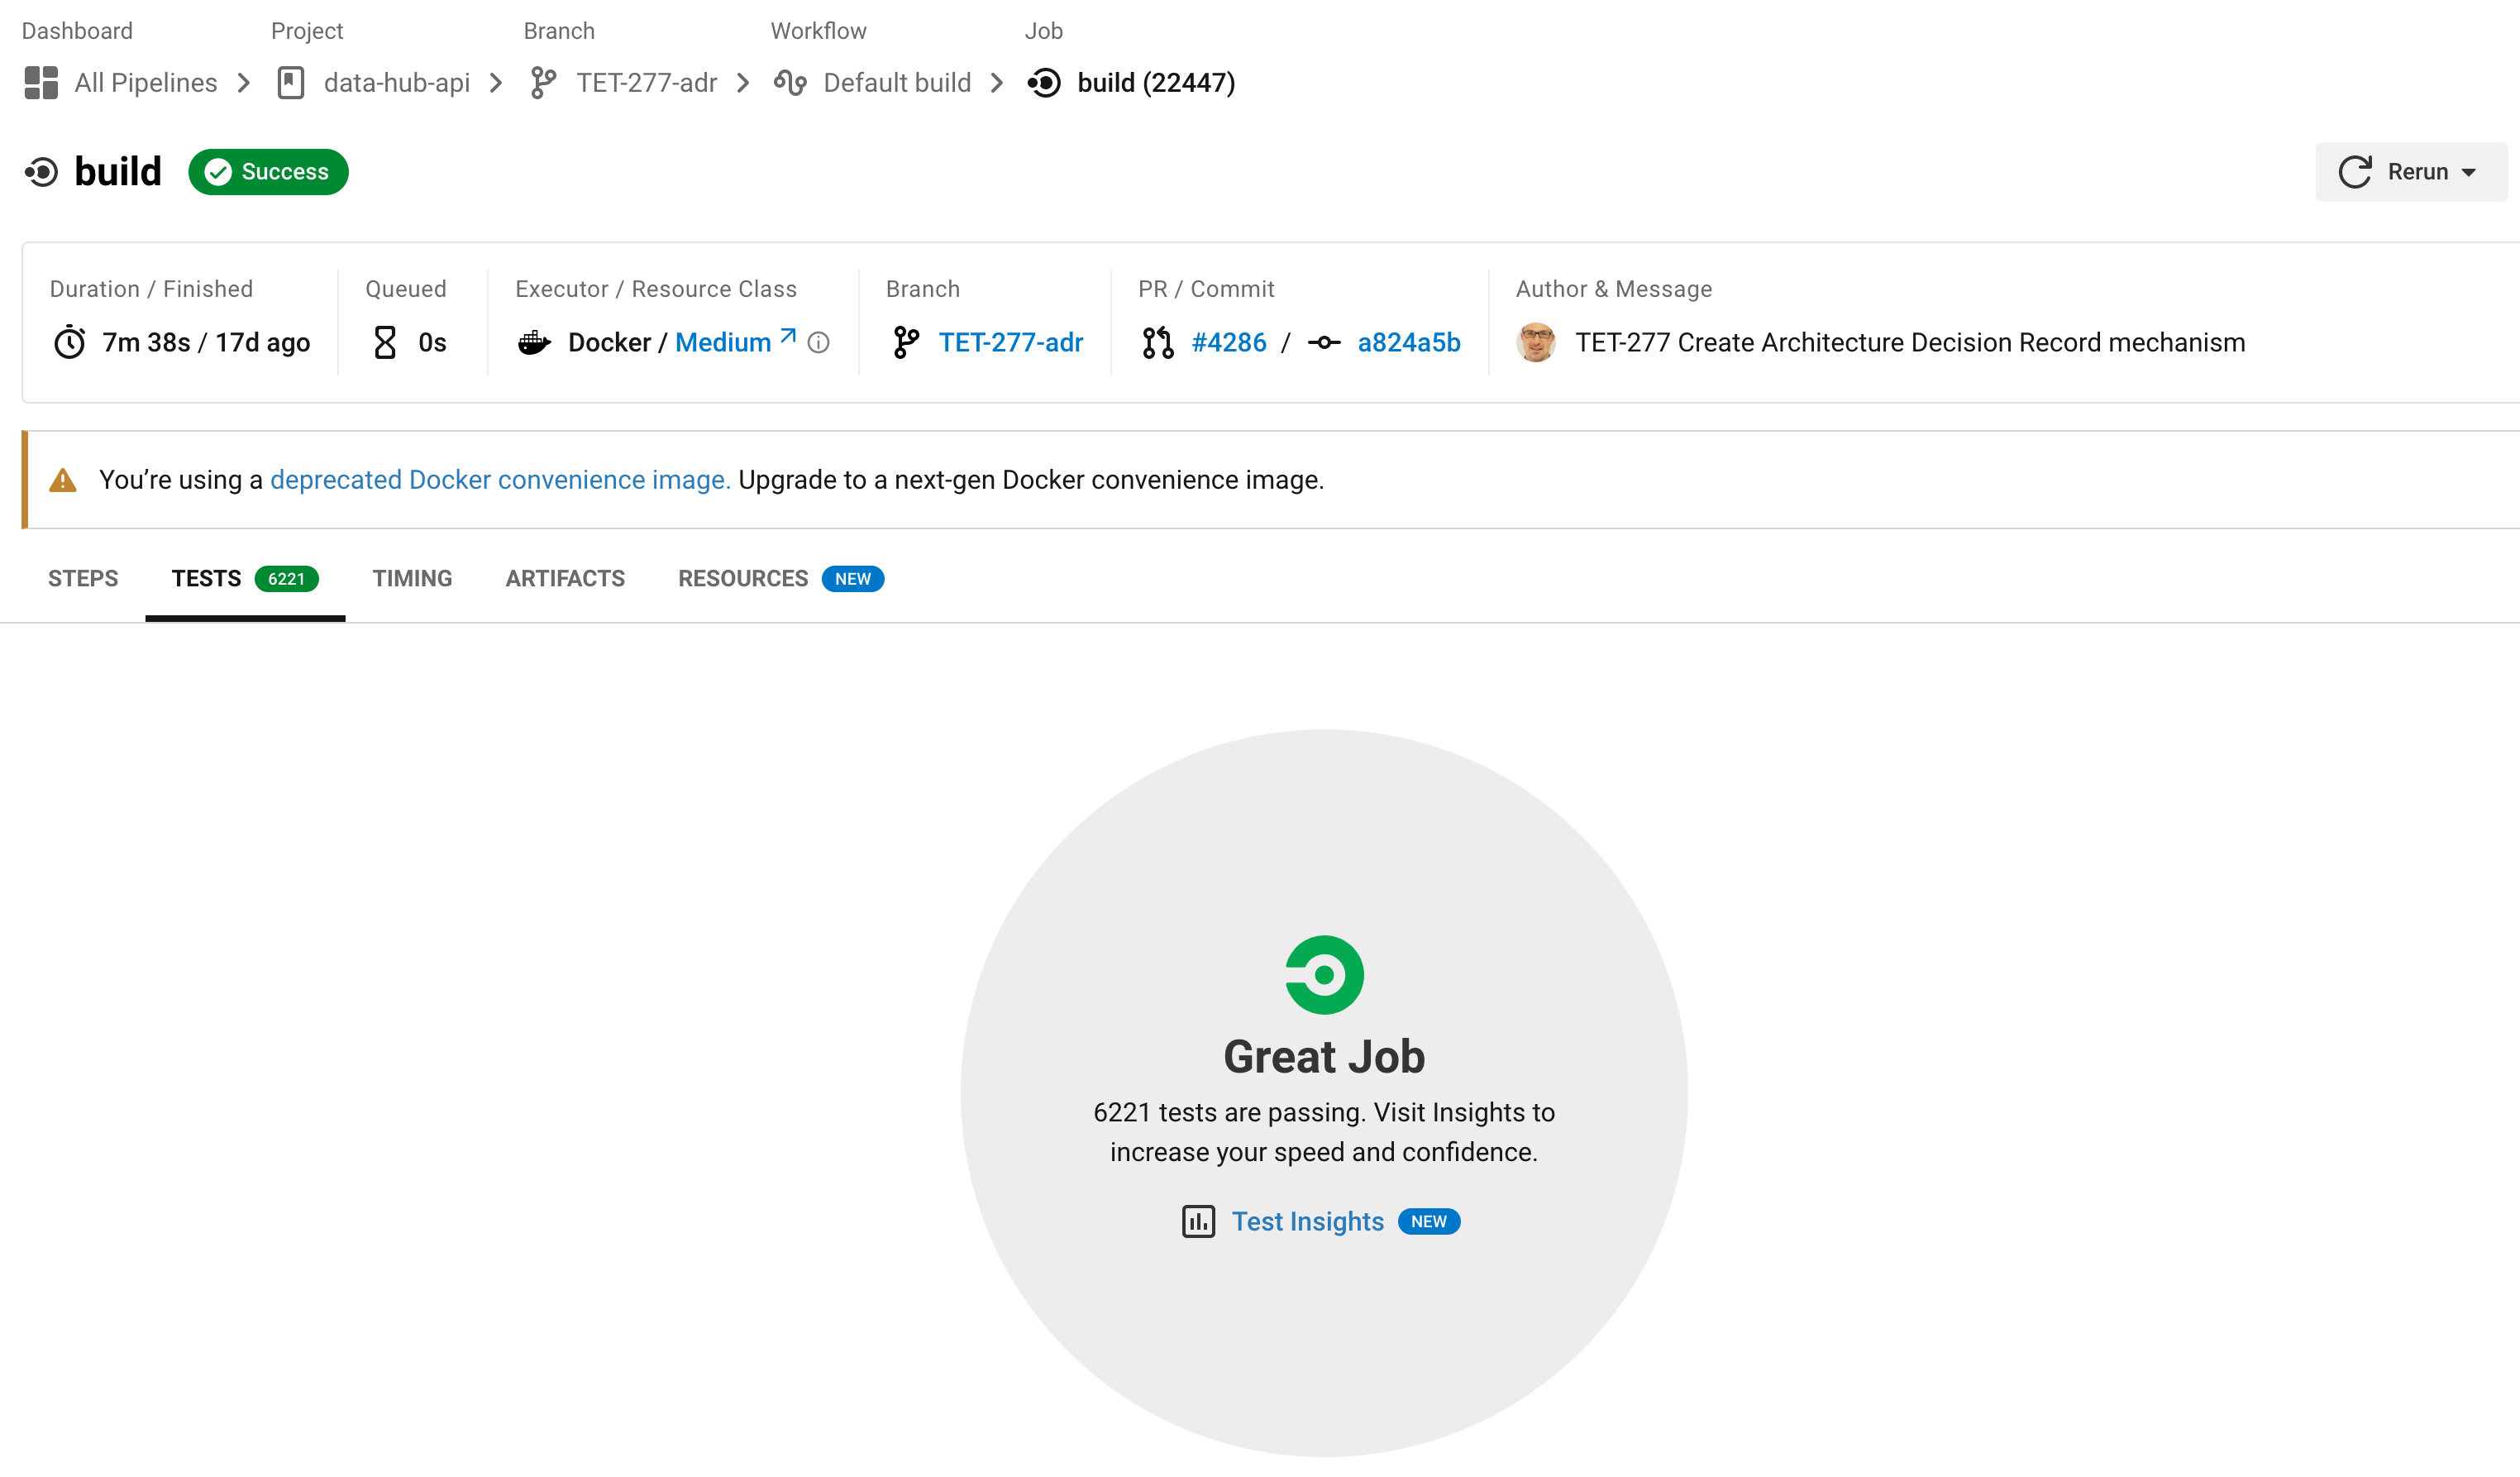 Dashboard Project Branch Workflow Job
All Pipelines data-hub-api TET-277-adr Default build build (22447)
build Success Rerun
Duration / Finished Queued Executor / Resource Class Branch PR / Commit Author & Message
7m 38s / 17d ago 0s Docker / Medium TET-277-adr #4286 / a824a5b TET-277 Create Architecture Decision Record mechanism
You’re using a deprecated Docker convenience image. Upgrade to a next-gen Docker convenience image.
STEPS TESTS 6221 TIMING ARTIFACTS RESOURCES NEW
Great Job
6221 tests are passing. Visit Insights to
increase your speed and confidence.
Test Insights NEW